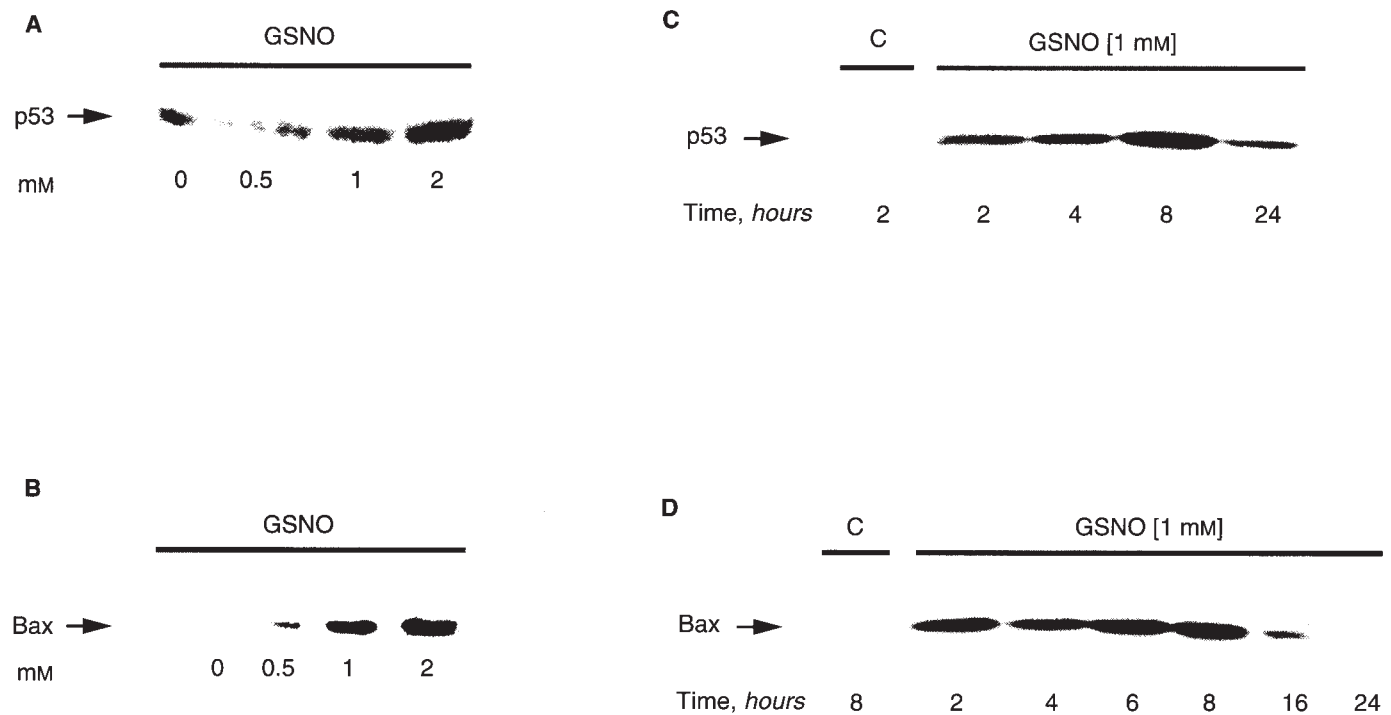 A
GSNO
p53
mM 0 0.5 1 2
B
GSNO
Bax
mM 0 0.5 1 2
C
C GSNO [1 mM]
p53
Time, hours 2 2 4 8 24
D
C GSNO [1 mM]
Bax
Time, hours 8 2 4 6 8 16 24